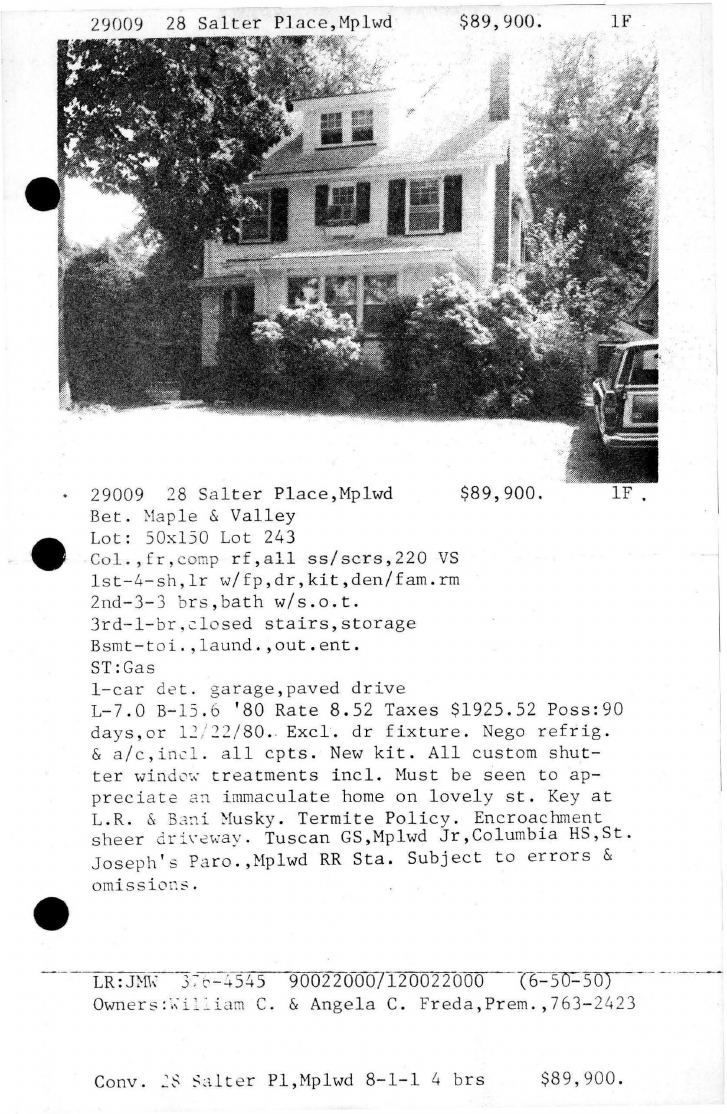 29009 28 Salter Place,Mplwd $89,900. 1F
29009 28 Salter Place,Mplwd $89,900. 1F.
Bet. Maple & Valley
Lot: 50x150 Lot 243
Col.,fr,comp rf,all ss/scrs,220 VS
1st-4-sh,lr w/fp,dr,kit,den/fam.rm
2nd-3-3 brs,bath w/s.o.t.
3rd-1-br,closed stairs,storage
Bsmt-toi.,laund.,out.ent.
ST:Gas
1-car det. garage,paved drive
L-7.0 B-15.6 '80 Rate 8.52 Taxes $1925.52 Poss:90
days,or 12/22/80. Excl. dr fixture. Nego refrig.
& a/c,incl. all cpts. New kit. All custom shut-
ter window treatments incl. Must be seen to ap-
preciate an immaculate home on lovely st. Key at
L.R. & Bani Musky. Termite Policy. Encroachment
sheer driveway. Tuscan GS,Mplwd Jr,Columbia HS,St.
Joseph's Paro.,Mplwd RR Sta. Subject to errors &
omissions.
LR:JMW 376-4545 90022000/120022000 (6-50-50)
Owners:William C. & Angela C. Freda,Prem.,763-2423
Conv. 28 Salter Pl,Mplwd 8-1-1 4 brs $89,900.